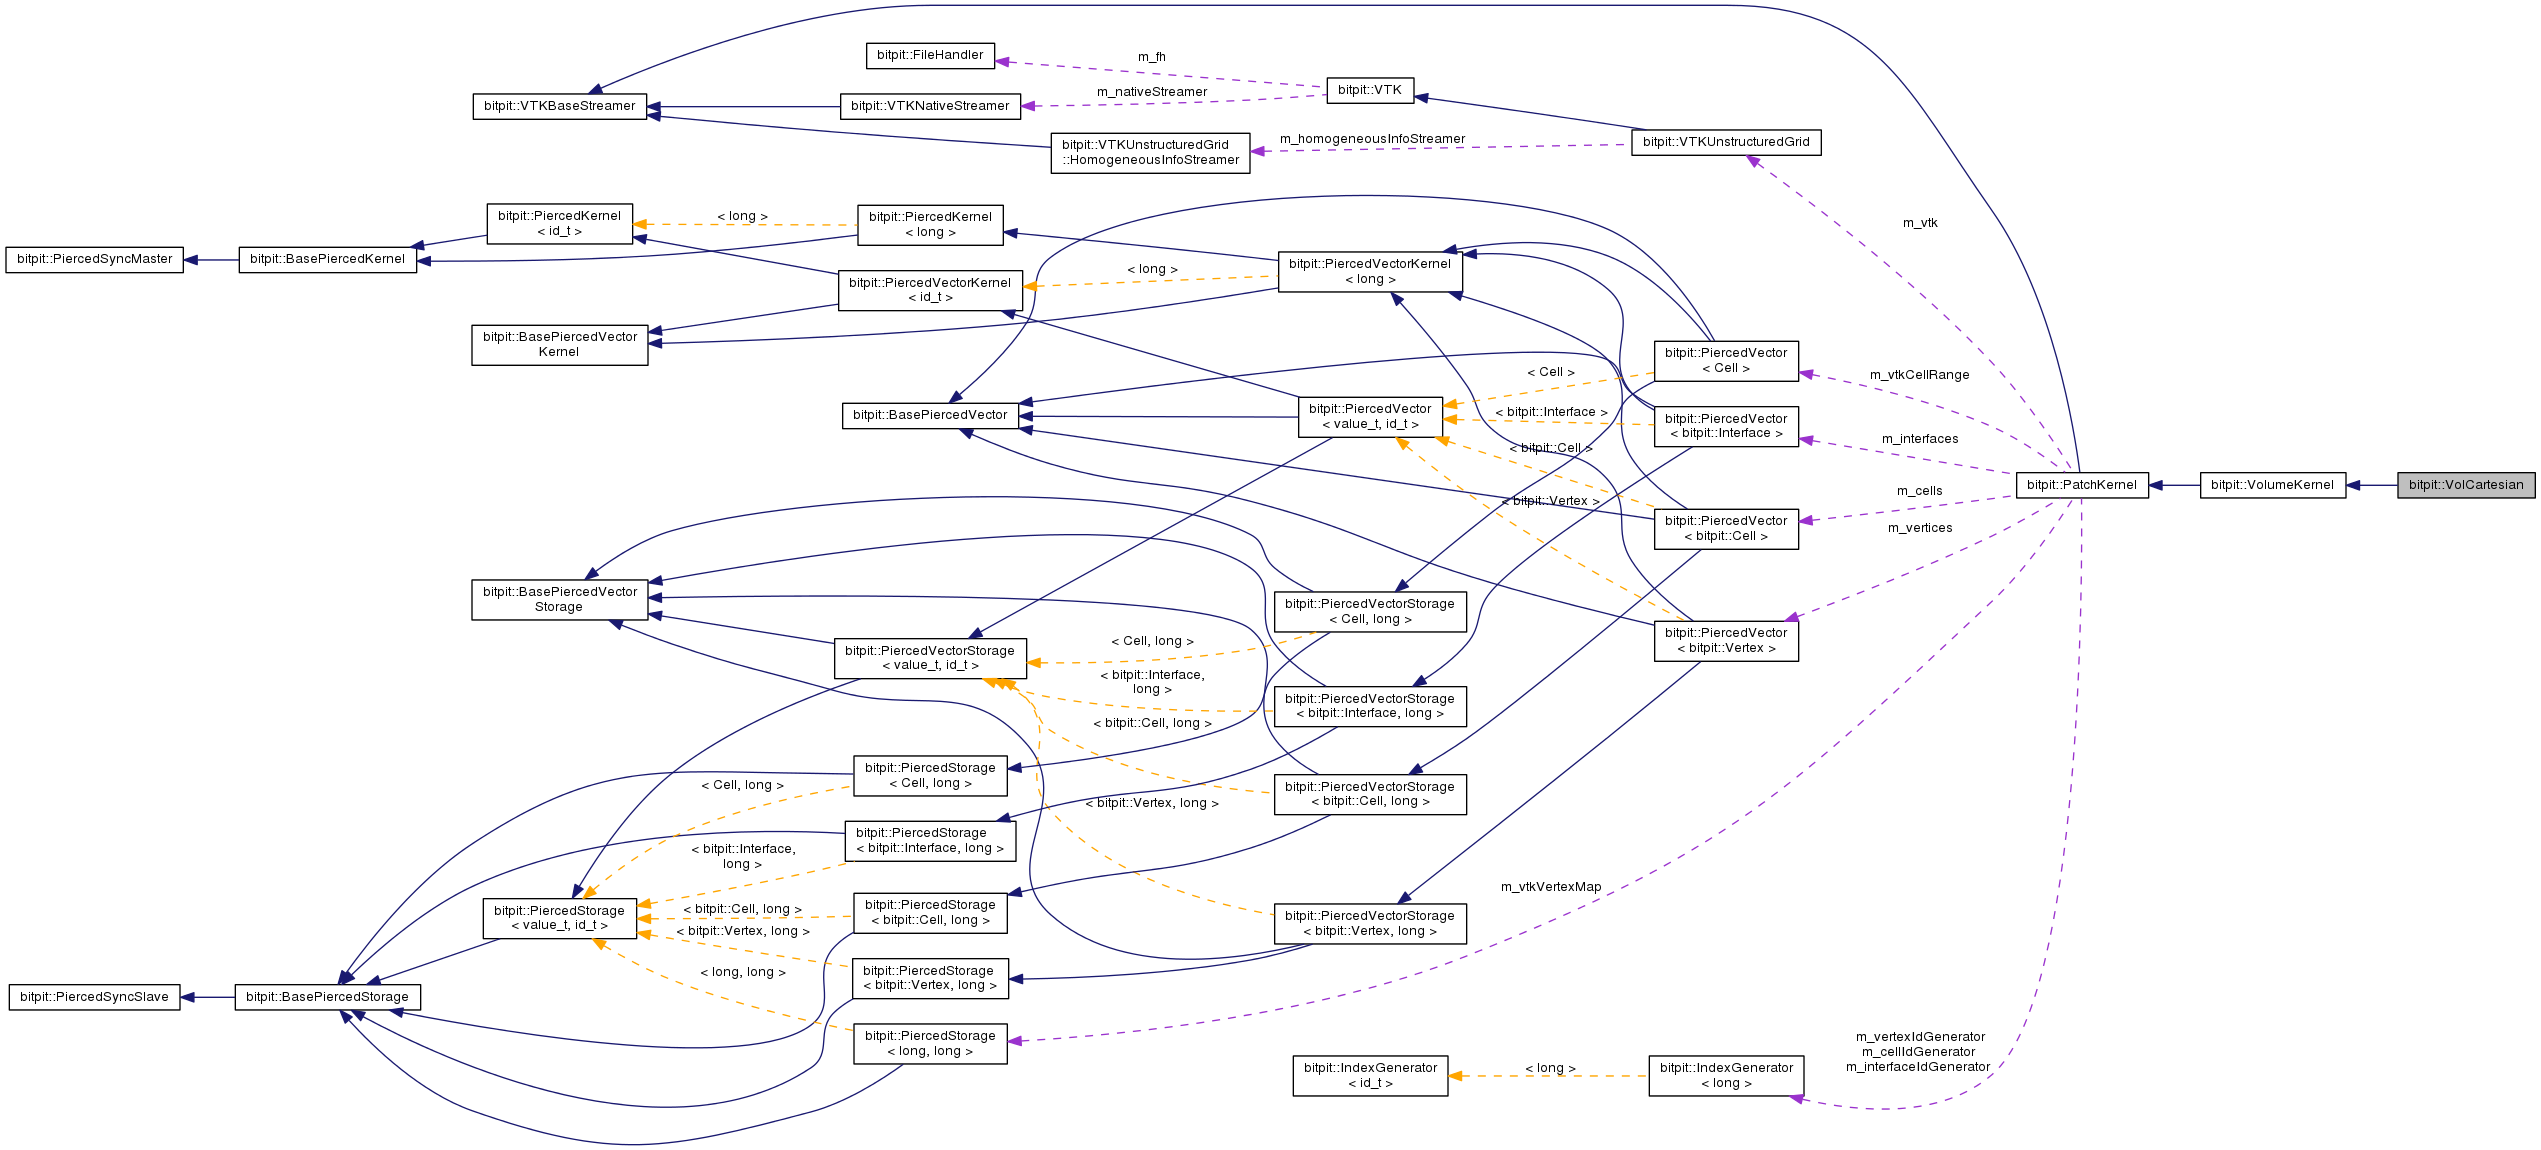 bitpit::FileHandler
m_fh
bitpit::VTK
bitpit::VTKBaseStreamer
bitpit::VTKNativeStreamer
m_nativeStreamer
bitpit::VTKUnstructuredGrid
::HomogeneousInfoStreamer
m_homogeneousInfoStreamer
bitpit::VTKUnstructuredGrid
m_vtk
bitpit::PiercedSyncMaster
bitpit::BasePiercedKernel
bitpit::PiercedKernel
< id_t >
< long >
bitpit::PiercedKernel
< long >
bitpit::PiercedVectorKernel
< id_t >
< long >
bitpit::PiercedVectorKernel
< long >
bitpit::BasePiercedVector
Kernel
bitpit::BasePiercedVector
bitpit::PiercedVector
< value_t, id_t >
< Cell >
< bitpit::Interface >
< bitpit::Cell >
< bitpit::Vertex >
bitpit::PiercedVector
< Cell >
m_vtkCellRange
bitpit::PiercedVector
< bitpit::Interface >
m_interfaces
bitpit::PiercedVector
< bitpit::Cell >
m_cells
m_vertices
bitpit::PiercedVector
< bitpit::Vertex >
bitpit::PatchKernel
bitpit::VolumeKernel
bitpit::VolCartesian
bitpit::BasePiercedVector
Storage
bitpit::PiercedVectorStorage
< value_t, id_t >
< Cell, long >
< bitpit::Interface,
long >
< bitpit::Cell, long >
< bitpit::Vertex, long >
bitpit::PiercedVectorStorage
< Cell, long >
bitpit::PiercedVectorStorage
< bitpit::Interface, long >
bitpit::PiercedVectorStorage
< bitpit::Cell, long >
bitpit::PiercedVectorStorage
< bitpit::Vertex, long >
bitpit::PiercedStorage
< Cell, long >
bitpit::PiercedStorage
< bitpit::Interface, long >
bitpit::PiercedStorage
< bitpit::Cell, long >
bitpit::PiercedStorage
< bitpit::Vertex, long >
bitpit::PiercedStorage
< long, long >
< Cell, long >
< bitpit::Interface,
long >
< bitpit::Cell, long >
< bitpit::Vertex, long >
< long, long >
bitpit::PiercedStorage
< value_t, id_t >
bitpit::PiercedSyncSlave
bitpit::BasePiercedStorage
m_vtkVertexMap
bitpit::IndexGenerator
< id_t >
< long >
bitpit::IndexGenerator
< long >
m_vertexIdGenerator
m_cellIdGenerator
m_interfaceIdGenerator